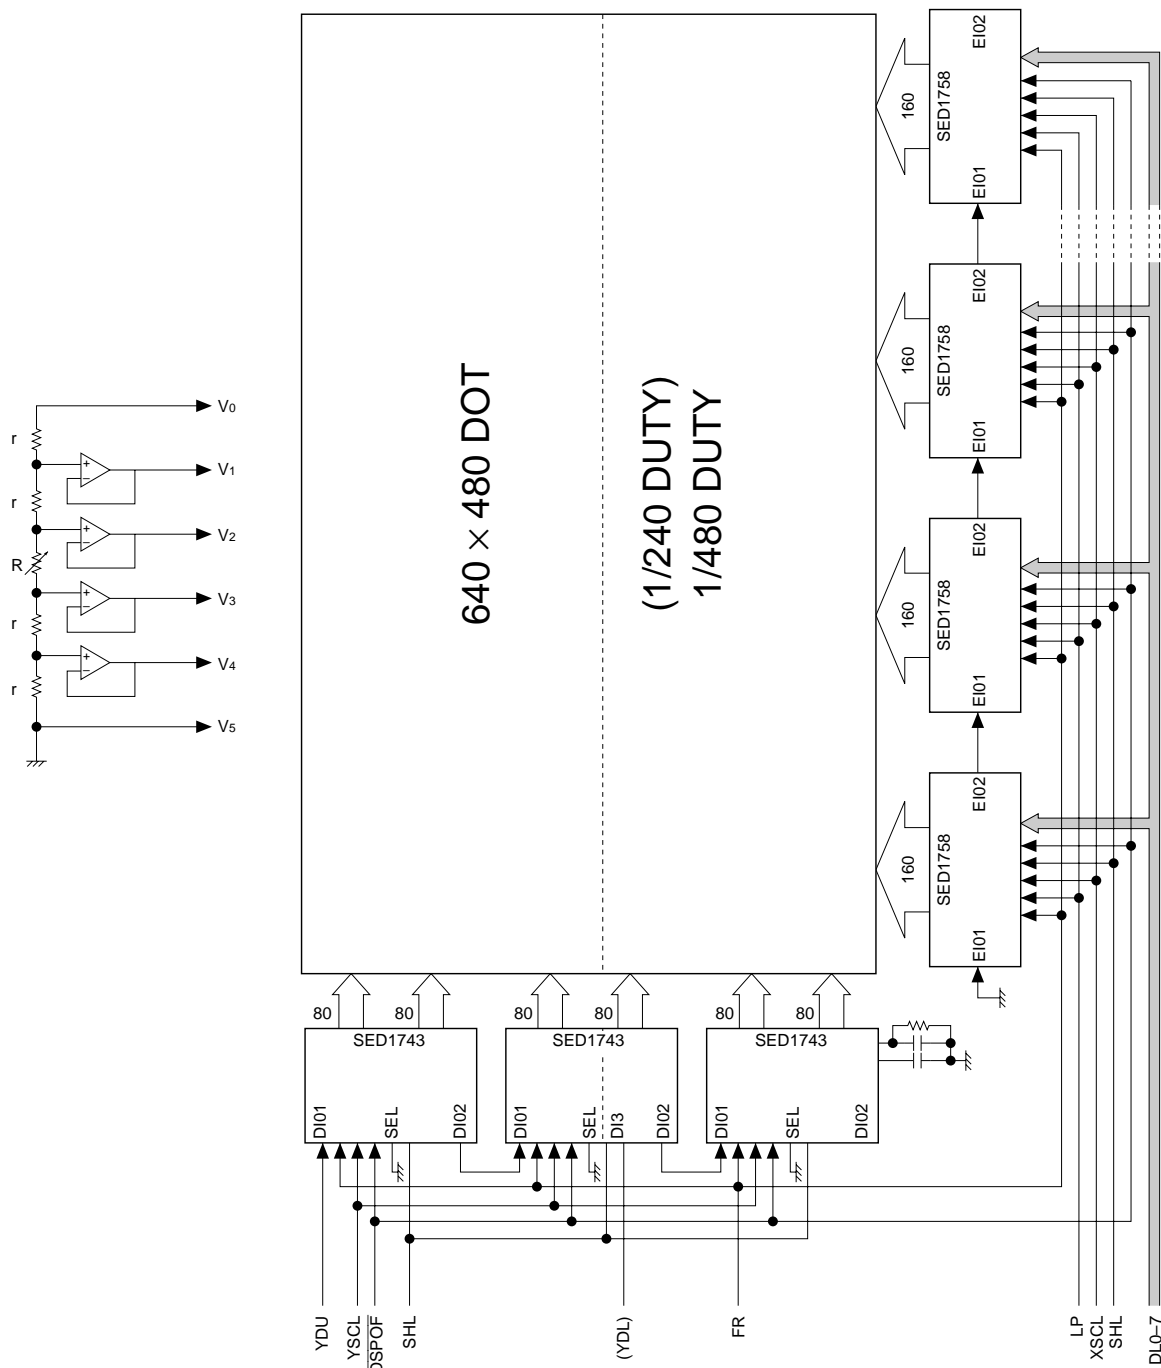 r
r
R
r
r
V0
V1
V2
V3
V4
V5
+
−
+
−
+
−
+
−
640 × 480 DOT
(1/240 DUTY)
1/480 DUTY
160
SED1758
EI02
EI01
160
SED1758
EI02
EI01
160
SED1758
EI02
EI01
160
SED1758
EI02
EI01
80
80
SED1743
DI01
SEL
DI02
80
80
SED1743
DI01
SEL
DI3
DI02
80
80
SED1743
DI01
SEL
DI02
YDU
YSCL
DSPOF
SHL
(YDL)
FR
LP
XSCL
SHL
DL0–7